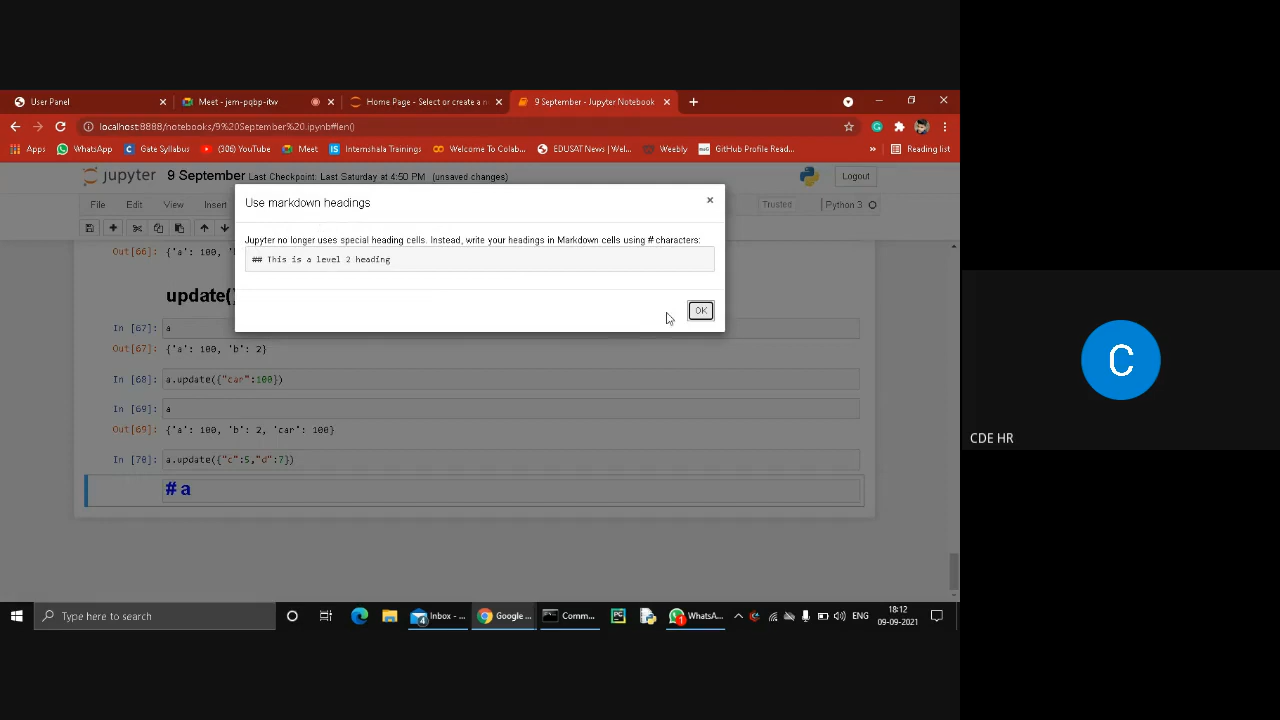 User Panel
Meet - jem-pqbp-itw
Home Page - Select or create a n
9 September - Jupyter Notebook
localhost:8888/notebooks/9%20September%20.ipynb#len()
Apps
WhatsApp
Gate Syllabus
(306) YouTube
Meet
Internshala Trainings
Welcome To Colab...
EDUSAT News | Wel...
Weebly
GitHub Profile Read...
»
Reading list
jupyter 9 September Last Checkpoint: Last Saturday at 4:50 PM (unsaved changes)
Logout
File Edit View Insert
Trusted
Python 3
Use markdown headings
Jupyter no longer uses special heading cells. Instead, write your headings in Markdown cells using # characters:
## This is a level 2 heading
OK
Out[66]: {'a': 100, 'b'
update()
In [67]: a
Out[67]: {'a': 100, 'b': 2}
In [68]: a.update({"car":100})
In [69]: a
Out[69]: {'a': 100, 'b': 2, 'car': 100}
In [70]: a.update({"c":5,"d":7})
# a
C
CDE HR
Type here to search
4
Inbox - ...
Google ...
Comm...
PC
1
WhatsA...
ENG
18:12
09-09-2021